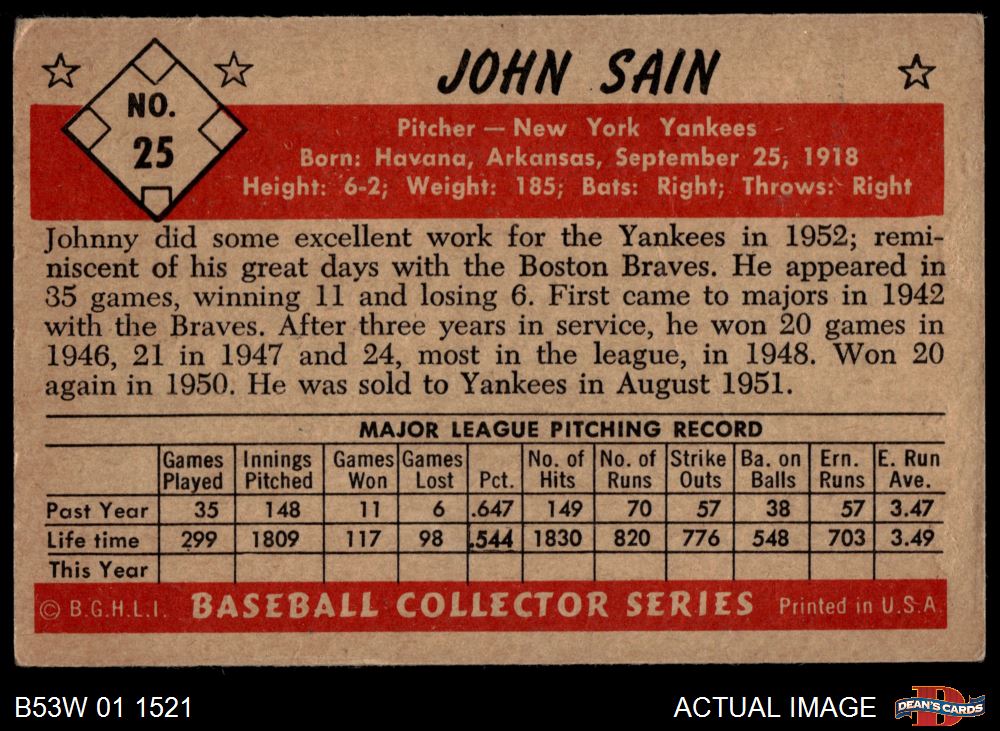 JOHN SAIN
NO.
25
Pitcher — New York Yankees
Born: Havana, Arkansas, September 25, 1918
Height: 6-2; Weight: 185; Bats: Right; Throws: Right
Johnny did some excellent work for the Yankees in 1952; remi-
niscent of his great days with the Boston Braves. He appeared in
35 games, winning 11 and losing 6. First came to majors in 1942
with the Braves. After three years in service, he won 20 games in
1946, 21 in 1947 and 24, most in the league, in 1948. Won 20
again in 1950. He was sold to Yankees in August 1951.
MAJOR LEAGUE PITCHING RECORD
Games Innings Games Games No. of No. of Strike Ba. on Ern. E. Run
Played Pitched Won Lost Pct. Hits Runs Outs Balls Runs Ave.
Past Year 35 148 11 6 .647 149 70 57 38 57 3.47
Life time 299 1809 117 98 .544 1830 820 776 548 703 3.49
This Year
© B.G.H.L.I. BASEBALL COLLECTOR SERIES Printed in U.S.A.
B53W 01 1521 ACTUAL IMAGE DEAN'S CARDS